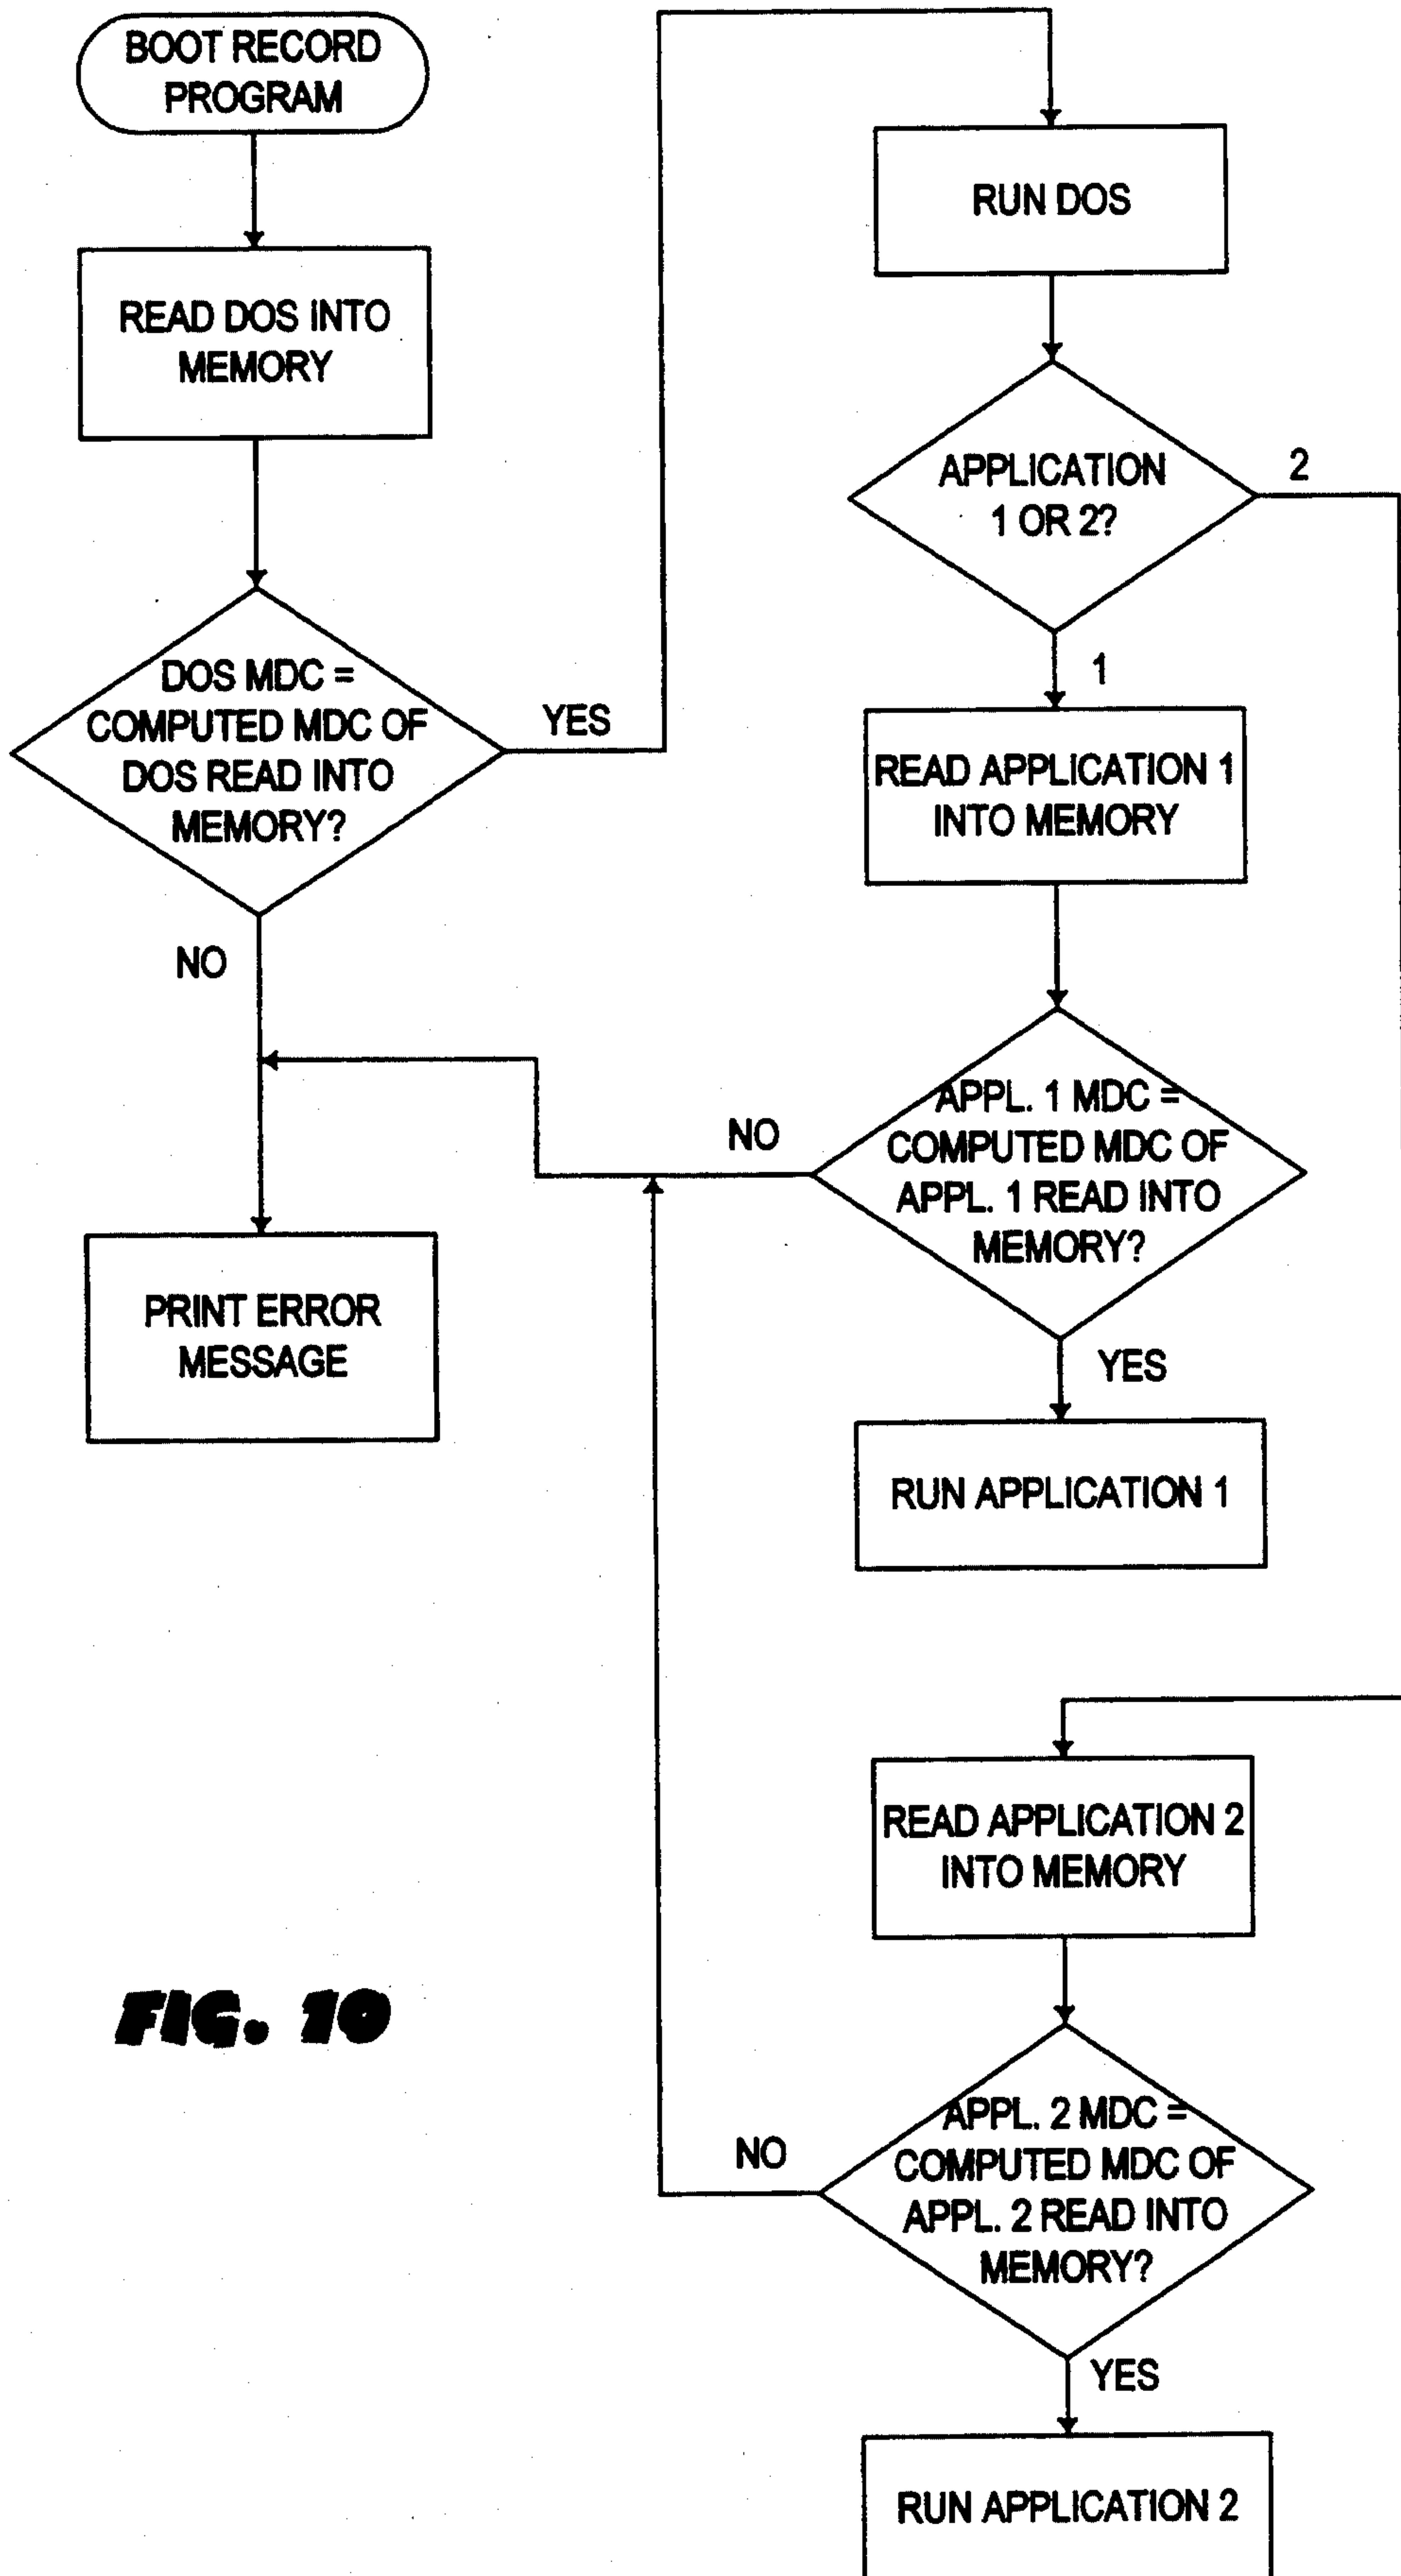 BOOT RECORD
PROGRAM
READ DOS INTO
MEMORY
DOS MDC =
COMPUTED MDC OF
DOS READ INTO
MEMORY?
YES
NO
PRINT ERROR
MESSAGE
RUN DOS
APPLICATION
1 OR 2?
2
1
READ APPLICATION 1
INTO MEMORY
APPL. 1 MDC =
COMPUTED MDC OF
APPL. 1 READ INTO
MEMORY?
NO
YES
RUN APPLICATION 1
READ APPLICATION 2
INTO MEMORY
APPL. 2 MDC =
COMPUTED MDC OF
APPL. 2 READ INTO
MEMORY?
NO
YES
RUN APPLICATION 2
FIG. 10